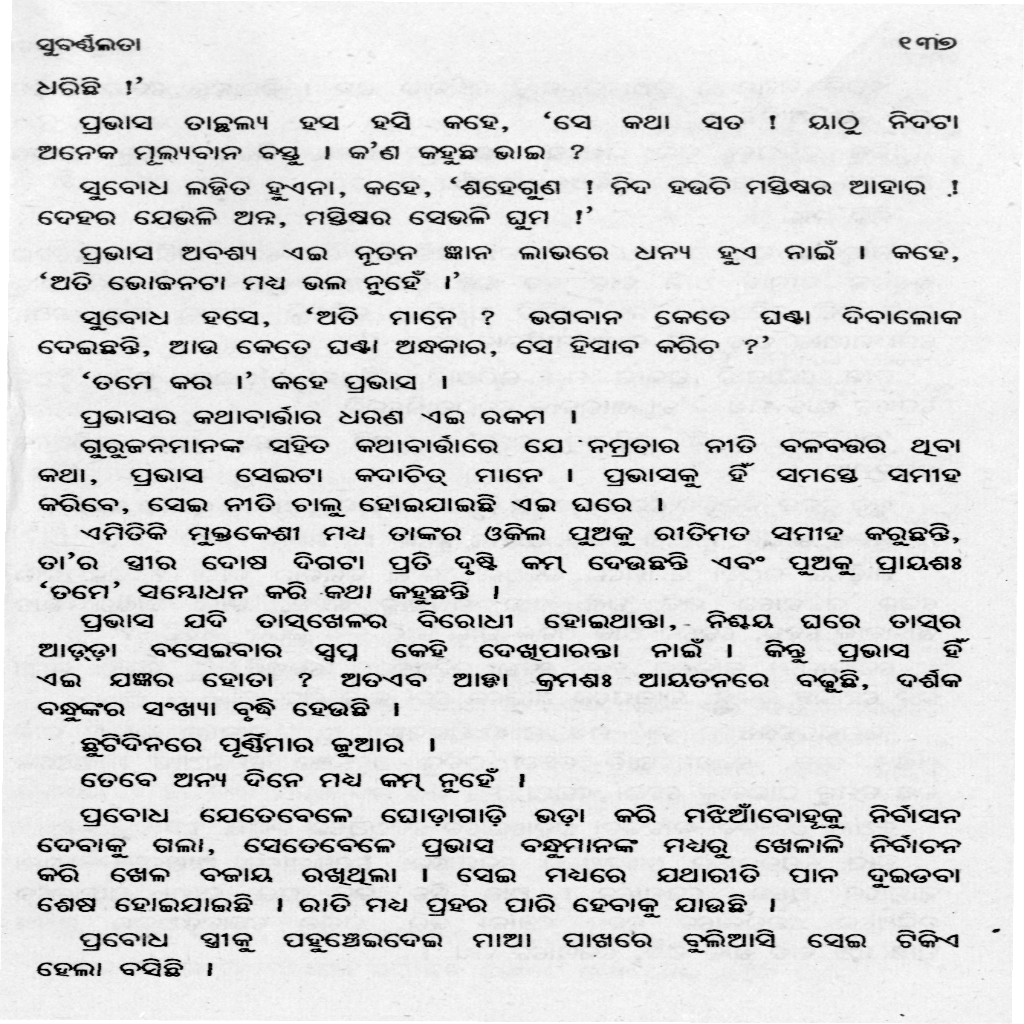 ସୁବର୍ଣ୍ଣଲତା ୧୩୭
ଧରିଛି !’
ପ୍ରଭାସ ତାଚ୍ଛଲ୍ୟ ହସ ହସି କହେ, ‘ସେ କଥା ସତ ! ୟାଠୁ ନିଦଟା
ଅନେକ ମୂଲ୍ୟବାନ ବସ୍ତୁ । କ’ଣ କହୁଛ ଭାଇ ?
ସୁବୋଧ ଲଜ୍ଜିତ ହୁଏନା, କହେ, ‘ଶହେଗୁଣ ! ନିଦ ହଉଚି ମସ୍ତିଷ୍କର ଆହାର !
ଦେହର ଯେଭଳି ଅନ୍ନ, ମସ୍ତିଷ୍କର ସେଭଳି ଘୁମ !’
ପ୍ରଭାସ ଅବଶ୍ୟ ଏଇ ନୂତନ ଜ୍ଞାନ ଲାଭରେ ଧନ୍ୟ ହୁଏ ନାଇଁ । କହେ,
‘ଅତି ଭୋଜନଟା ମଧ୍ୟ ଭଲ ନୁହେଁ ।’
ସୁବୋଧ ହସେ, ‘ଅତି ମାନେ ? ଭଗବାନ କେତେ ଘଣ୍ଟା ଦିବାଲୋକ
ଦେଇଛନ୍ତି, ଆଉ କେତେ ଘଣ୍ଟା ଅନ୍ଧକାର, ସେ ହିସାବ କରିଚ ?’
‘ତମେ କର ।’ କହେ ପ୍ରଭାସ ।
ପ୍ରଭାସର କଥାବାର୍ତ୍ତାର ଧରଣ ଏଇ ରକମ ।
ଗୁରୁଜନମାନଙ୍କ ସହିତ କଥାବାର୍ତ୍ତାରେ ଯେ ନମ୍ରତାର ନୀତି ବଳବତ୍ତର ଥିବା
କଥା, ପ୍ରଭାସ ସେଇଟା କଦାଚିତ୍ ମାନେ । ପ୍ରଭାସକୁ ହିଁ ସମସ୍ତେ ସମୀହ
କରିବେ, ସେଇ ନୀତି ଚାଲୁ ହୋଇଯାଇଛି ଏଇ ଘରେ ।
ଏମିତିକି ମୁକ୍ତକେଶୀ ମଧ୍ୟ ତାଙ୍କର ଓକିଲ ପୁଅକୁ ରୀତିମତ ସମୀହ କରୁଛନ୍ତି,
ତା’ର ସ୍ତ୍ରୀର ଦୋଷ ଦିଗଟା ପ୍ରତି ଦୃଷ୍ଟି କମ୍ ଦେଉଛନ୍ତି ଏବଂ ପୁଅକୁ ପ୍ରାୟଶଃ
‘ତମେ’ ସମ୍ବୋଧନ କରି କଥା କହୁଛନ୍ତି ।
ପ୍ରଭାସ ଯଦି ତାସ୍‌ଖେଳର ବିରୋଧୀ ହୋଇଥାନ୍ତା, ନିଶ୍ଚୟ ଘରେ ତାସ୍‌ର
ଆଡ଼୍‌ଡ଼ା ବସେଇବାର ସ୍ୱପ୍ନ କେହି ଦେଖିପାରନ୍ତା ନାଇଁ । କିନ୍ତୁ ପ୍ରଭାସ ହିଁ
ଏଇ ଯଜ୍ଞର ହୋତା ? ଅତଏବ ଆଡ୍ଡା କ୍ରମଶଃ ଆୟତନରେ ବଢୁଛି, ଦର୍ଶକ
ବନ୍ଧୁଙ୍କର ସଂଖ୍ୟା ବୃଦ୍ଧି ହେଉଛି ।
ଛୁଟିଦିନରେ ପୂର୍ଣ୍ଣମାର ଜୁଆର ।
ତେବେ ଅନ୍ୟ ଦିନେ ମଧ୍ୟ କମ୍ ନୁହେଁ ।
ପ୍ରବୋଧ ଯେତେବେଳେ ଘୋଡ଼ାଗାଡ଼ି ଭଡ଼ା କରି ମଝିଆଁବୋହୂକୁ ନିର୍ବାସନ
ଦେବାକୁ ଗଲା, ସେତେବେଳେ ପ୍ରଭାସ ବନ୍ଧୁମାନଙ୍କ ମଧ୍ୟରୁ ଖେଳାଳି ନିର୍ବାଚନ
କରି ଖେଳ ବଜାୟ ରଖିଥିଲା । ସେଇ ମଧ୍ୟରେ ଯଥାରୀତି ପାନ ଦୁଇଡବା
ଶେଷ ହୋଇଯାଇଛି । ରାତି ମଧ୍ୟ ପ୍ରହର ପାରି ହେବାକୁ ଯାଉଛି ।
ପ୍ରବୋଧ ସ୍ତ୍ରୀକୁ ପହୁଞ୍ଚେଇଦେଇ ମାଆ ପାଖରେ ବୁଲିଆସି ସେଇ ଟିକିଏ
ହେଲା ବସିଛି ।